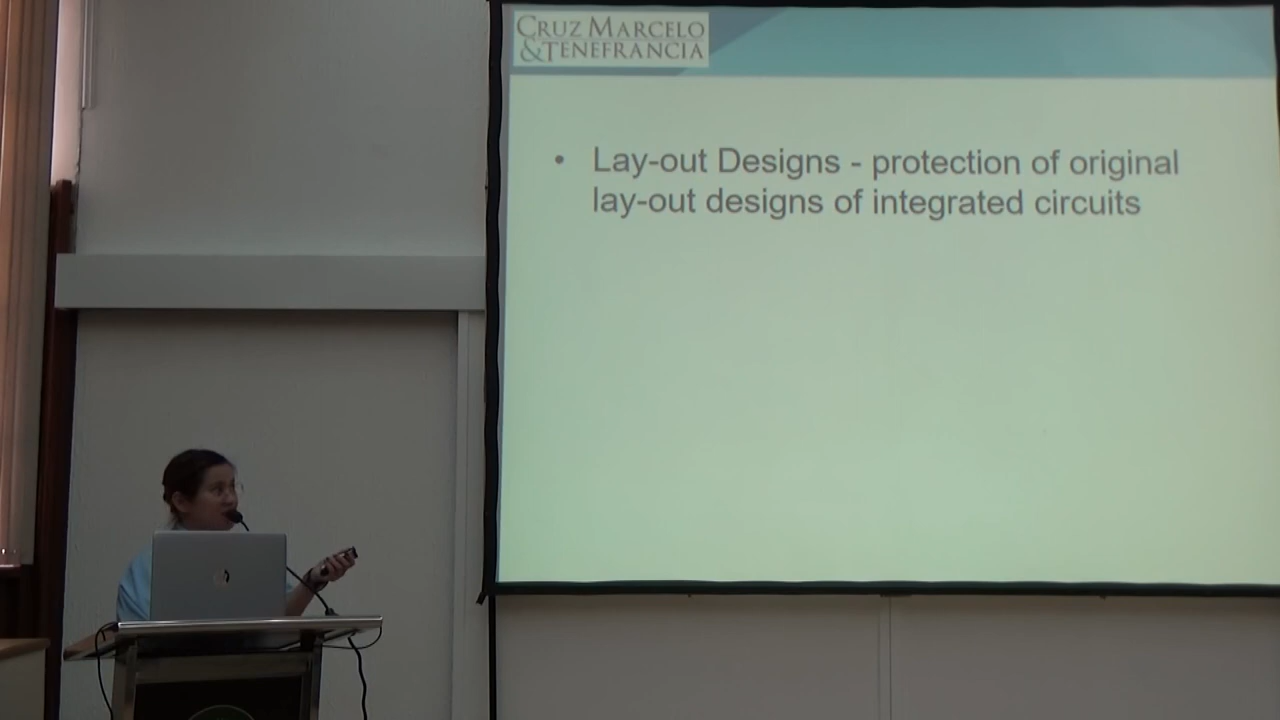 CRUZ MARCELO
&TENEFRANCIA
• Lay-out Designs - protection of original
lay-out designs of integrated circuits